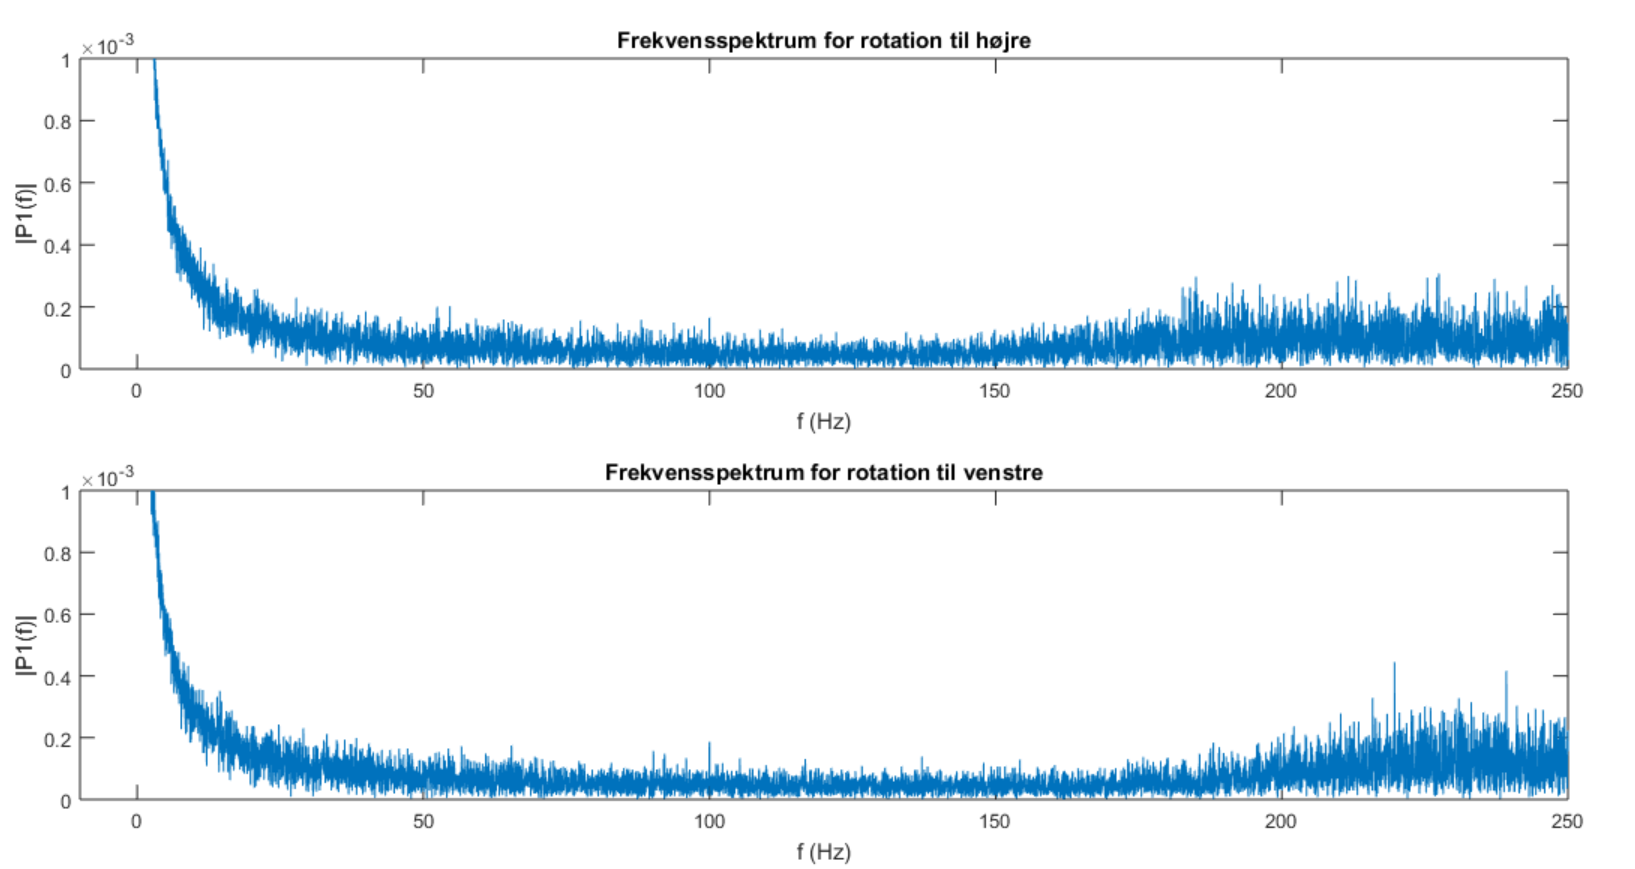 Frekvensspektrum for rotation til højre
×10-3
1
0.8
0.6
0.4
0.2
0
|P1(f)|
0 50 100 150 200 250
f (Hz)
Frekvensspektrum for rotation til venstre
×10-3
1
0.8
0.6
0.4
0.2
0
|P1(f)|
0 50 100 150 200 250
f (Hz)